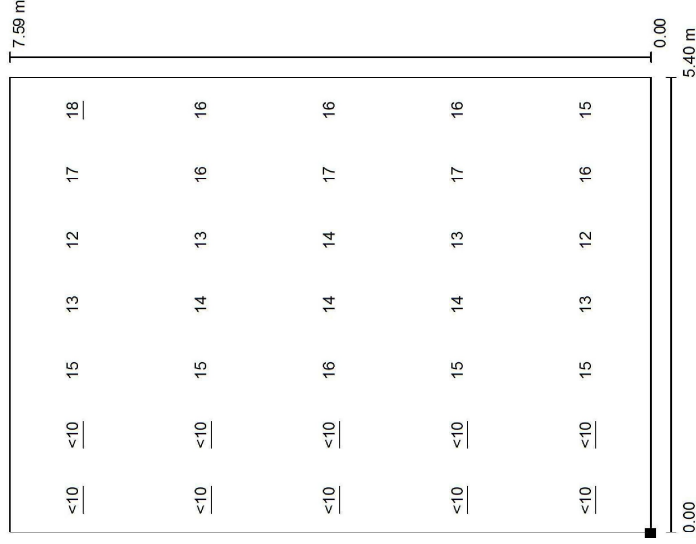 7.59 m 0.00
5.40 m
18 16 16 16 15
17 16 17 17 16
12 13 14 13 12
13 14 14 14 13
15 15 16 15 15
<10 <10 <10 <10 <10
<10 <10 <10 <10 <10
0.00